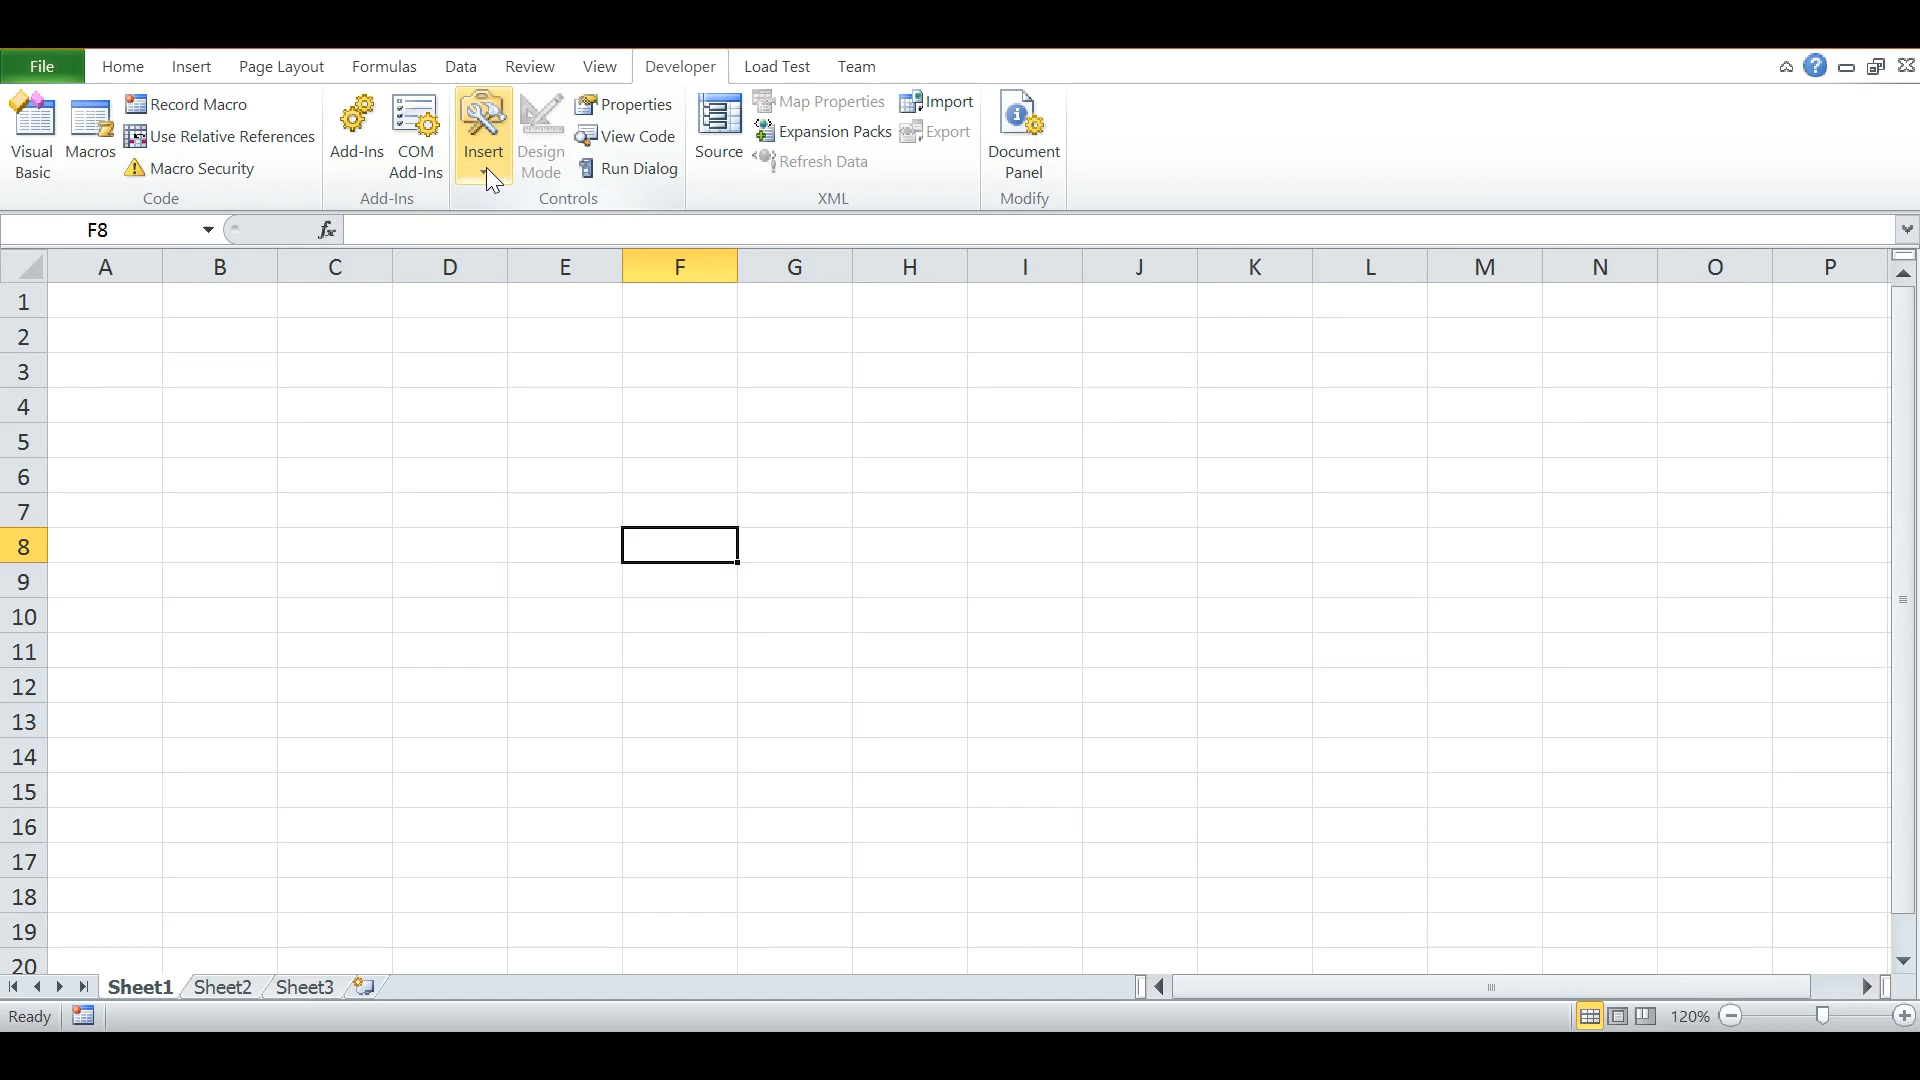 File Home Insert Page Layout Formulas Data Review View Developer Load Test Team
Visual Basic
Macros
Record Macro
Use Relative References
Macro Security
Code
Add-Ins
COM Add-Ins
Add-Ins
Insert
Design Mode
Properties
View Code
Run Dialog
Controls
Source
Map Properties
Expansion Packs
Refresh Data
Import
Export
XML
Document Panel
Modify
F8 fx
A B C D E F G H I J K L M N O P
1
2
3
4
5
6
7
8
9
10
11
12
13
14
15
16
17
18
19
20
Sheet1 Sheet2 Sheet3
Ready 120%